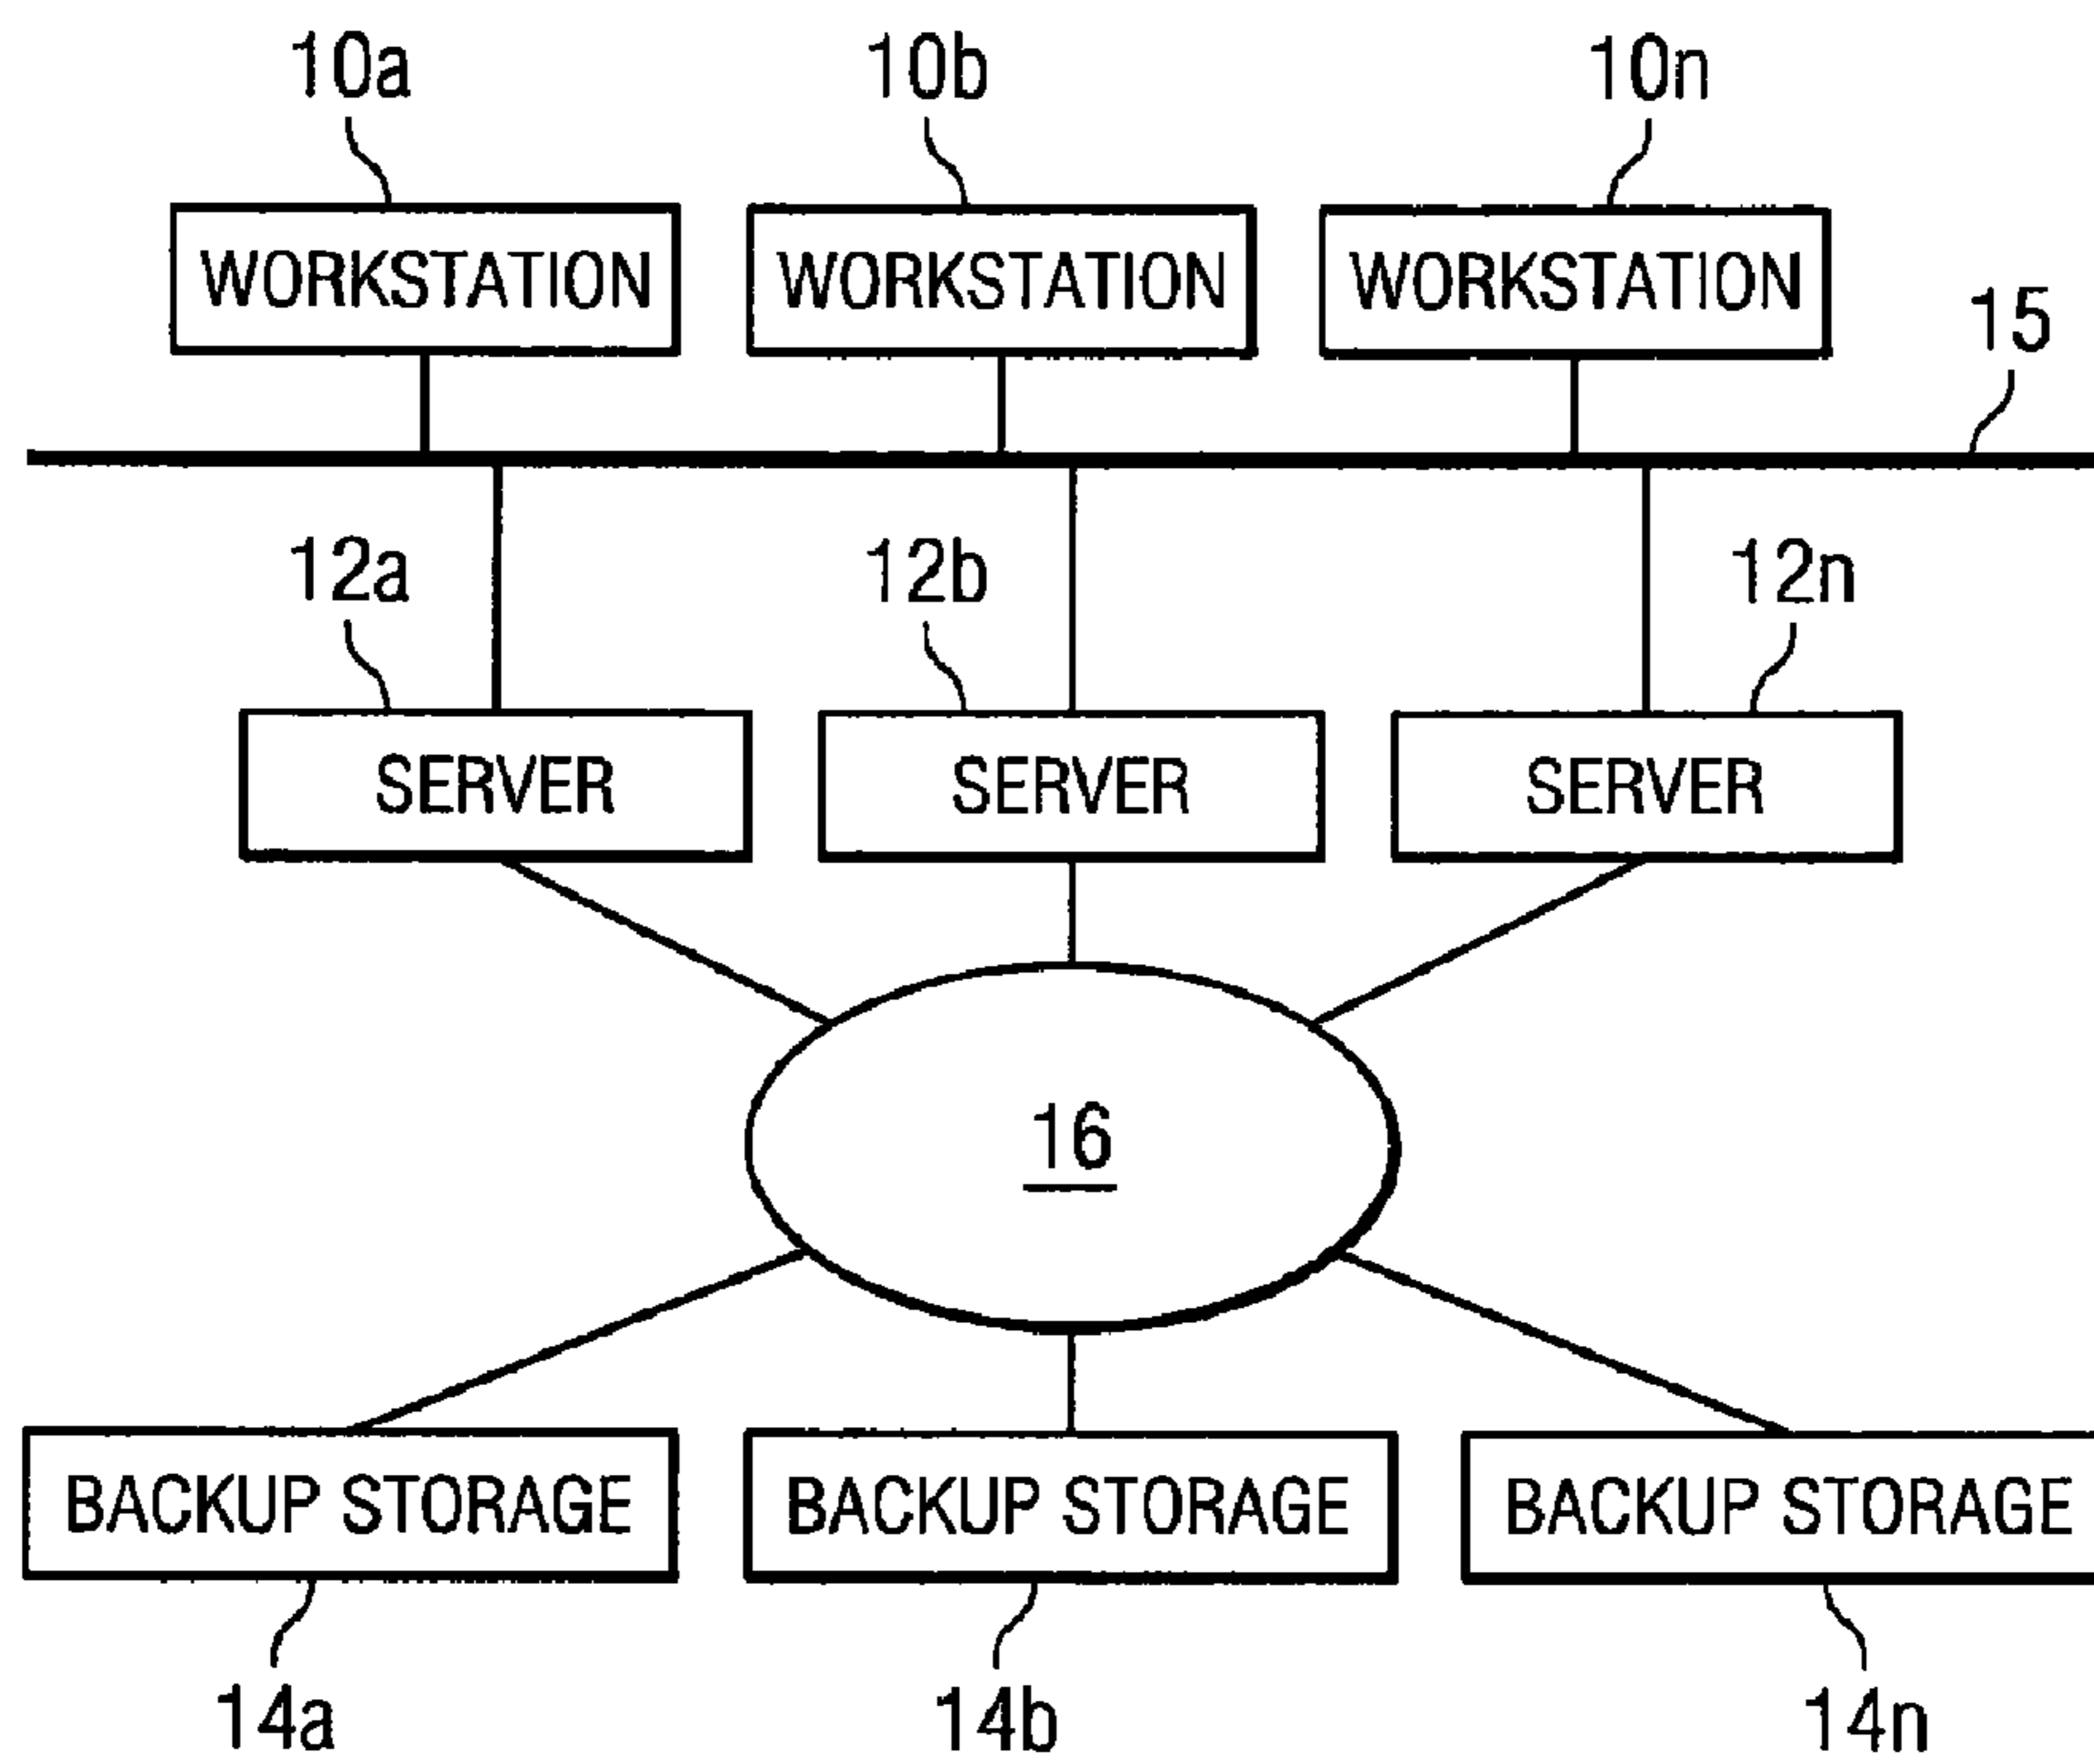 10a 10b 10n
WORKSTATION WORKSTATION WORKSTATION
15
12a 12b 12n
SERVER SERVER SERVER
16
BACKUP STORAGE BACKUP STORAGE BACKUP STORAGE
14a 14b 14n